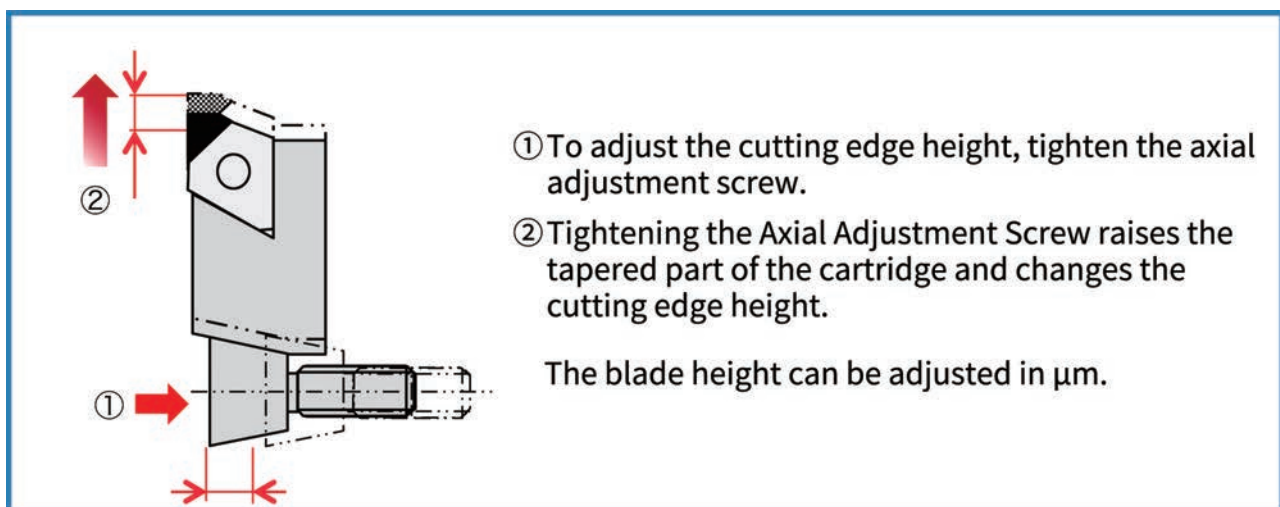 ①To adjust the cutting edge height, tighten the axial
adjustment screw.
②Tightening the Axial Adjustment Screw raises the
tapered part of the cartridge and changes the
cutting edge height.
The blade height can be adjusted in μm.
②
①